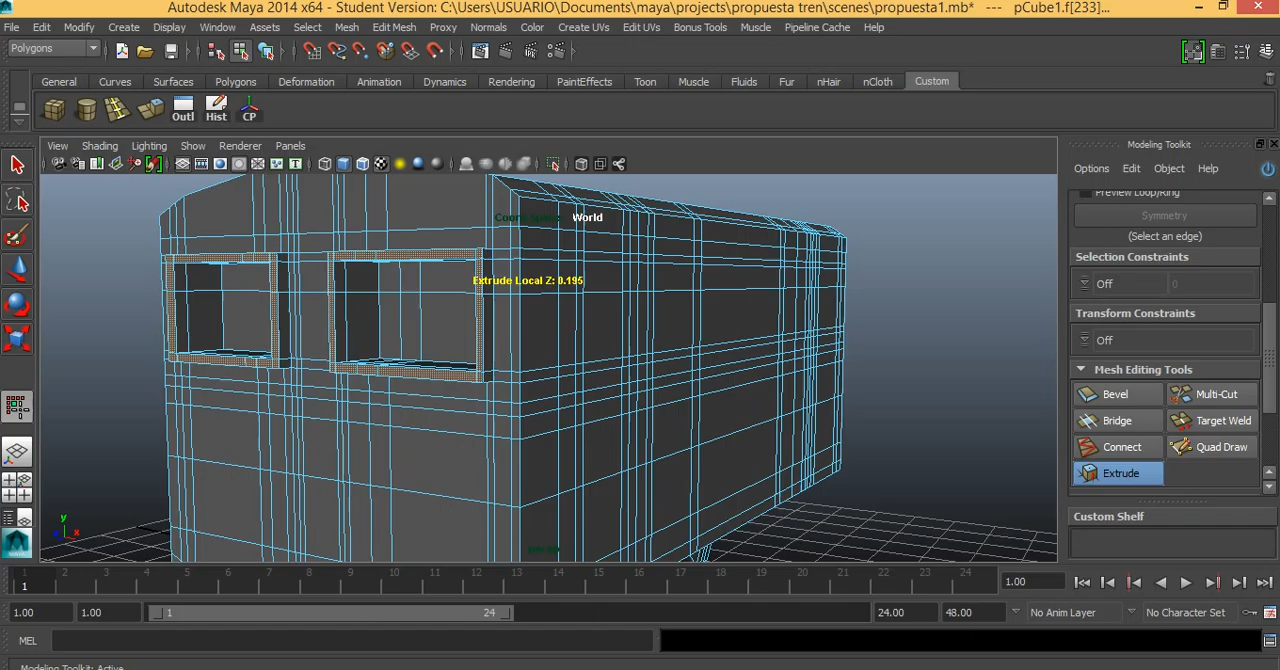 Autodesk Maya 2014 x64 - Student Version: C:\Users\USUARIO\Documents\maya\projects\propuesta tren\scenes\propuesta1.mb* --- pCube1.f[233]...
File Edit Modify Create Display Window Assets Select Mesh Edit Mesh Proxy Normals Color Create UVs Edit UVs Bonus Tools Muscle Pipeline Cache Help
Polygons
General Curves Surfaces Polygons Deformation Animation Dynamics Rendering PaintEffects Toon Muscle Fluids Fur nHair nCloth Custom
Outl Hist CP
View Shading Lighting Show Renderer Panels
World
Extrude Local Z: 0.195
persp
y
x
Modeling Toolkit
Options Edit Object Help
Preview Loop/Ring
Symmetry
(Select an edge)
Selection Constraints
Off 0
Transform Constraints
Off
Mesh Editing Tools
Bevel Multi-Cut
Bridge Target Weld
Connect Quad Draw
Extrude
Custom Shelf
1 2 3 4 5 6 7 8 9 10 11 12 13 14 15 16 17 18 19 20 21 22 23 24
1 1.00
1.00 1.00 1 24 24.00 48.00 No Anim Layer No Character Set
MEL
Modeling Toolkit: Active